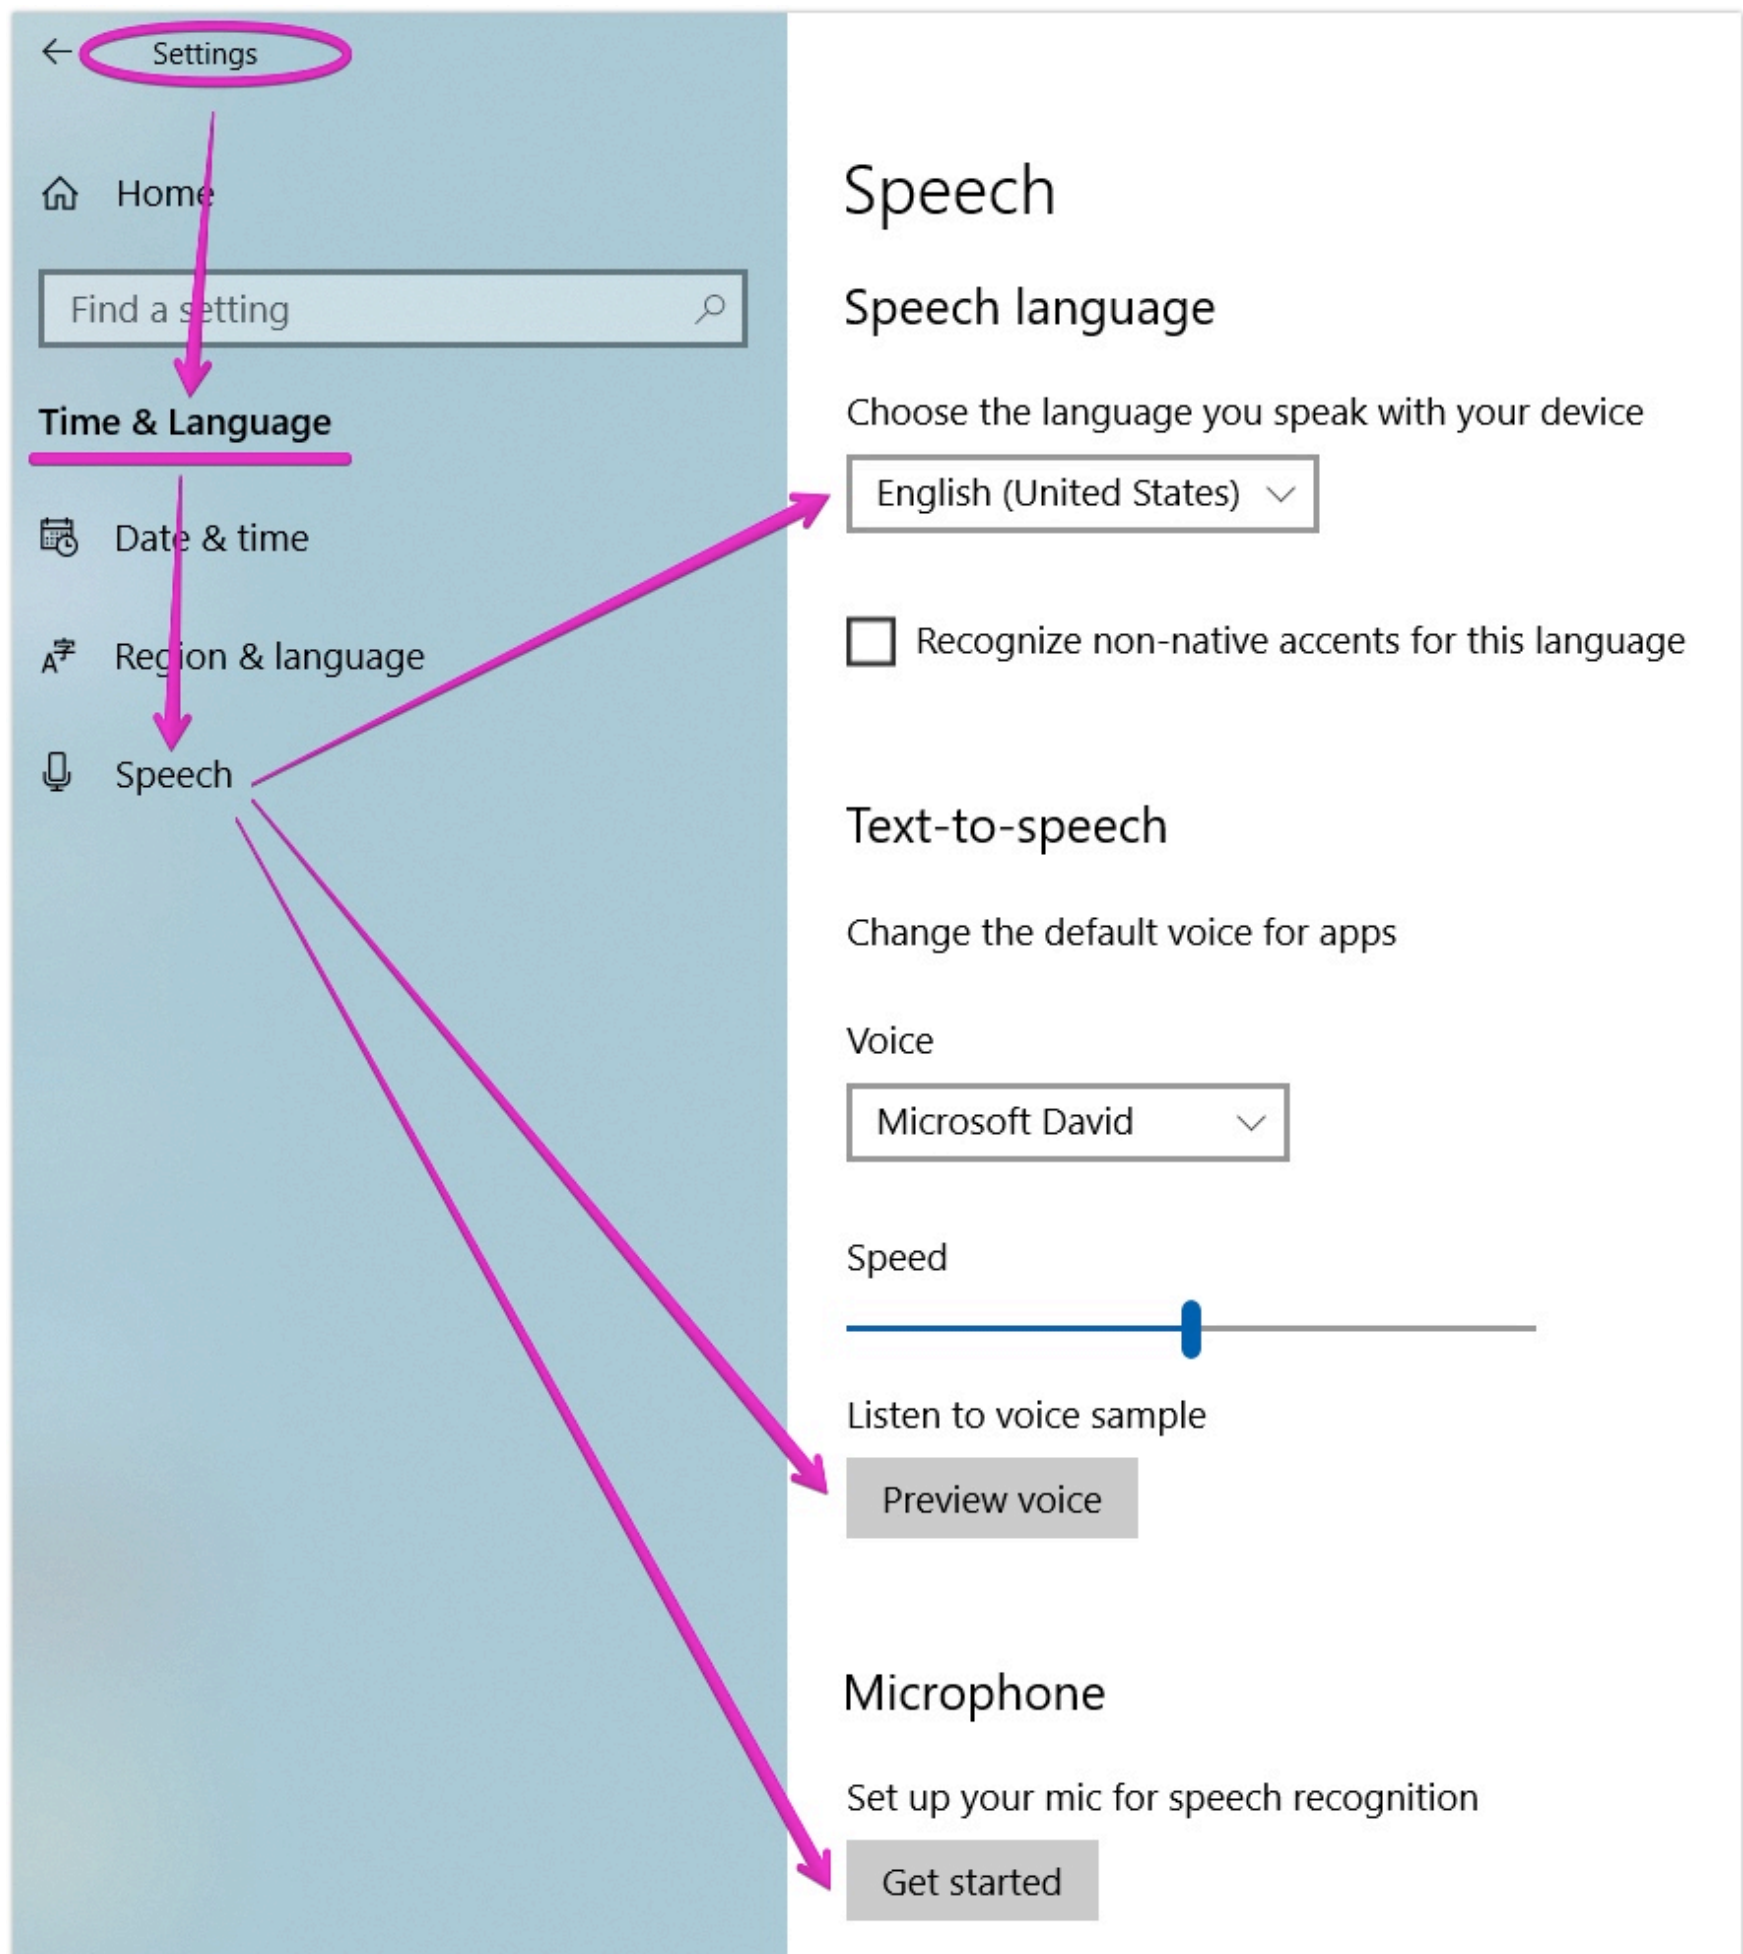 Settings
Home
Find a setting
Time & Language
Date & time
Region & language
Speech
Speech
Speech language
Choose the language you speak with your device
English (United States)
Recognize non-native accents for this language
Text-to-speech
Change the default voice for apps
Voice
Microsoft David
Speed
Listen to voice sample
Preview voice
Microphone
Set up your mic for speech recognition
Get started